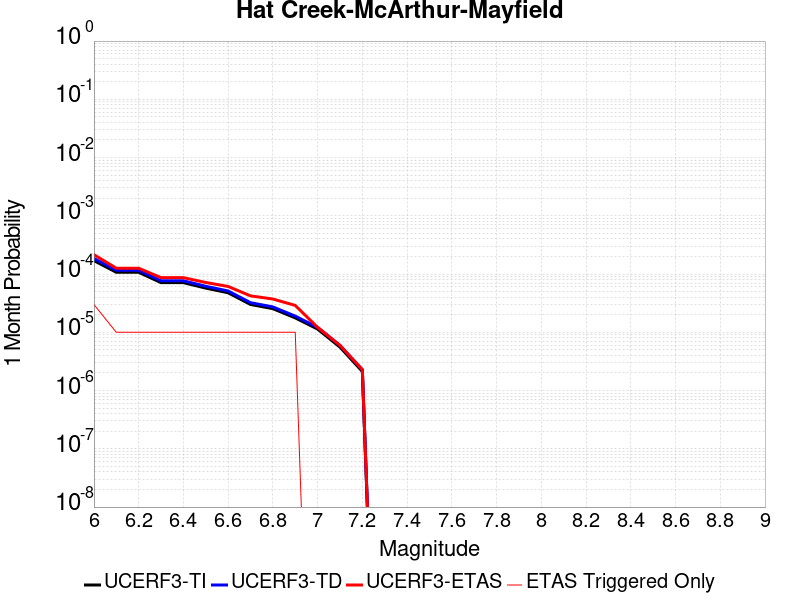 Hat Creek-McArthur-Mayfield
10^0
10^-1
10^-2
10^-3
10^-4
10^-5
10^-6
10^-7
10^-8
1 Month Probability
6 6.2 6.4 6.6 6.8 7 7.2 7.4 7.6 7.8 8 8.2 8.4 8.6 8.8 9
Magnitude
UCERF3-TI UCERF3-TD UCERF3-ETAS ETAS Triggered Only